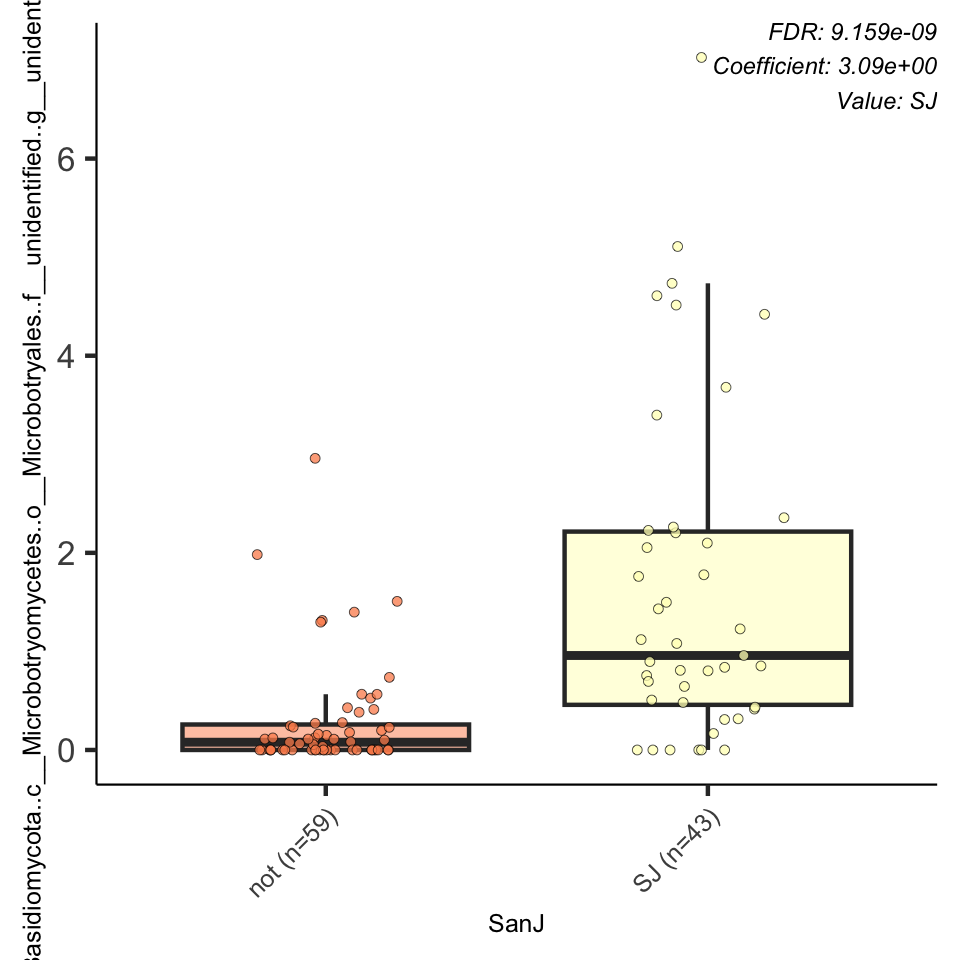 FDR: 9.159e-09
Coefficient: 3.09e+00
Value: SJ
asidiomycota..c__Microbotryomycetes..o__Microbotryales..f__unidentified..g__unident
6
4
2
0
not (n=59)
SJ (n=43)
SanJ